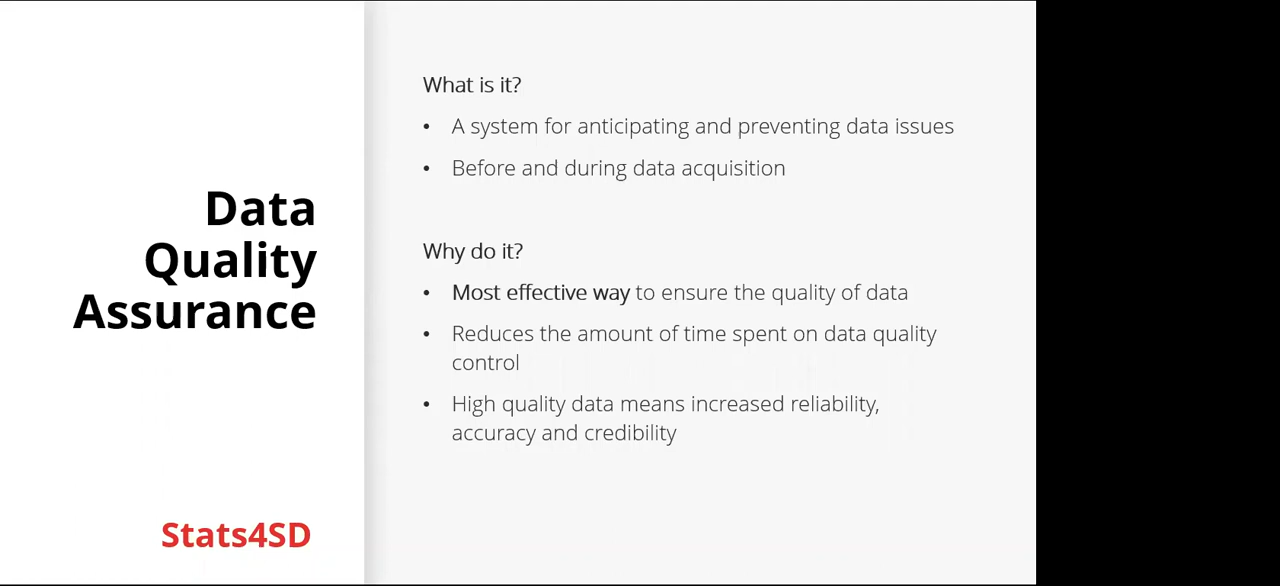 Data
Quality
Assurance
Stats4SD
What is it?
• A system for anticipating and preventing data issues
• Before and during data acquisition
Why do it?
• Most effective way to ensure the quality of data
• Reduces the amount of time spent on data quality
control
• High quality data means increased reliability,
accuracy and credibility